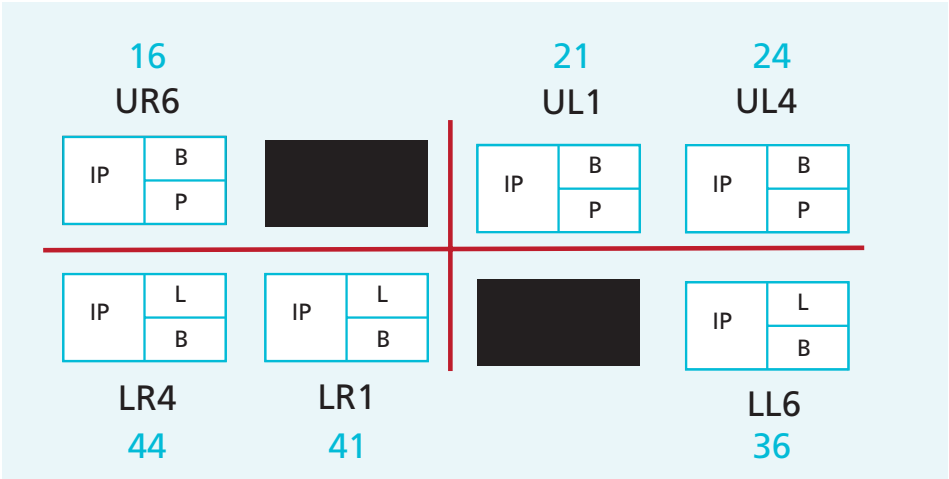 16 21 24
UR6 UL1 UL4
IP B IP B IP B
P P P
IP L IP L IP L
B B B
LR4 LR1 LL6
44 41 36